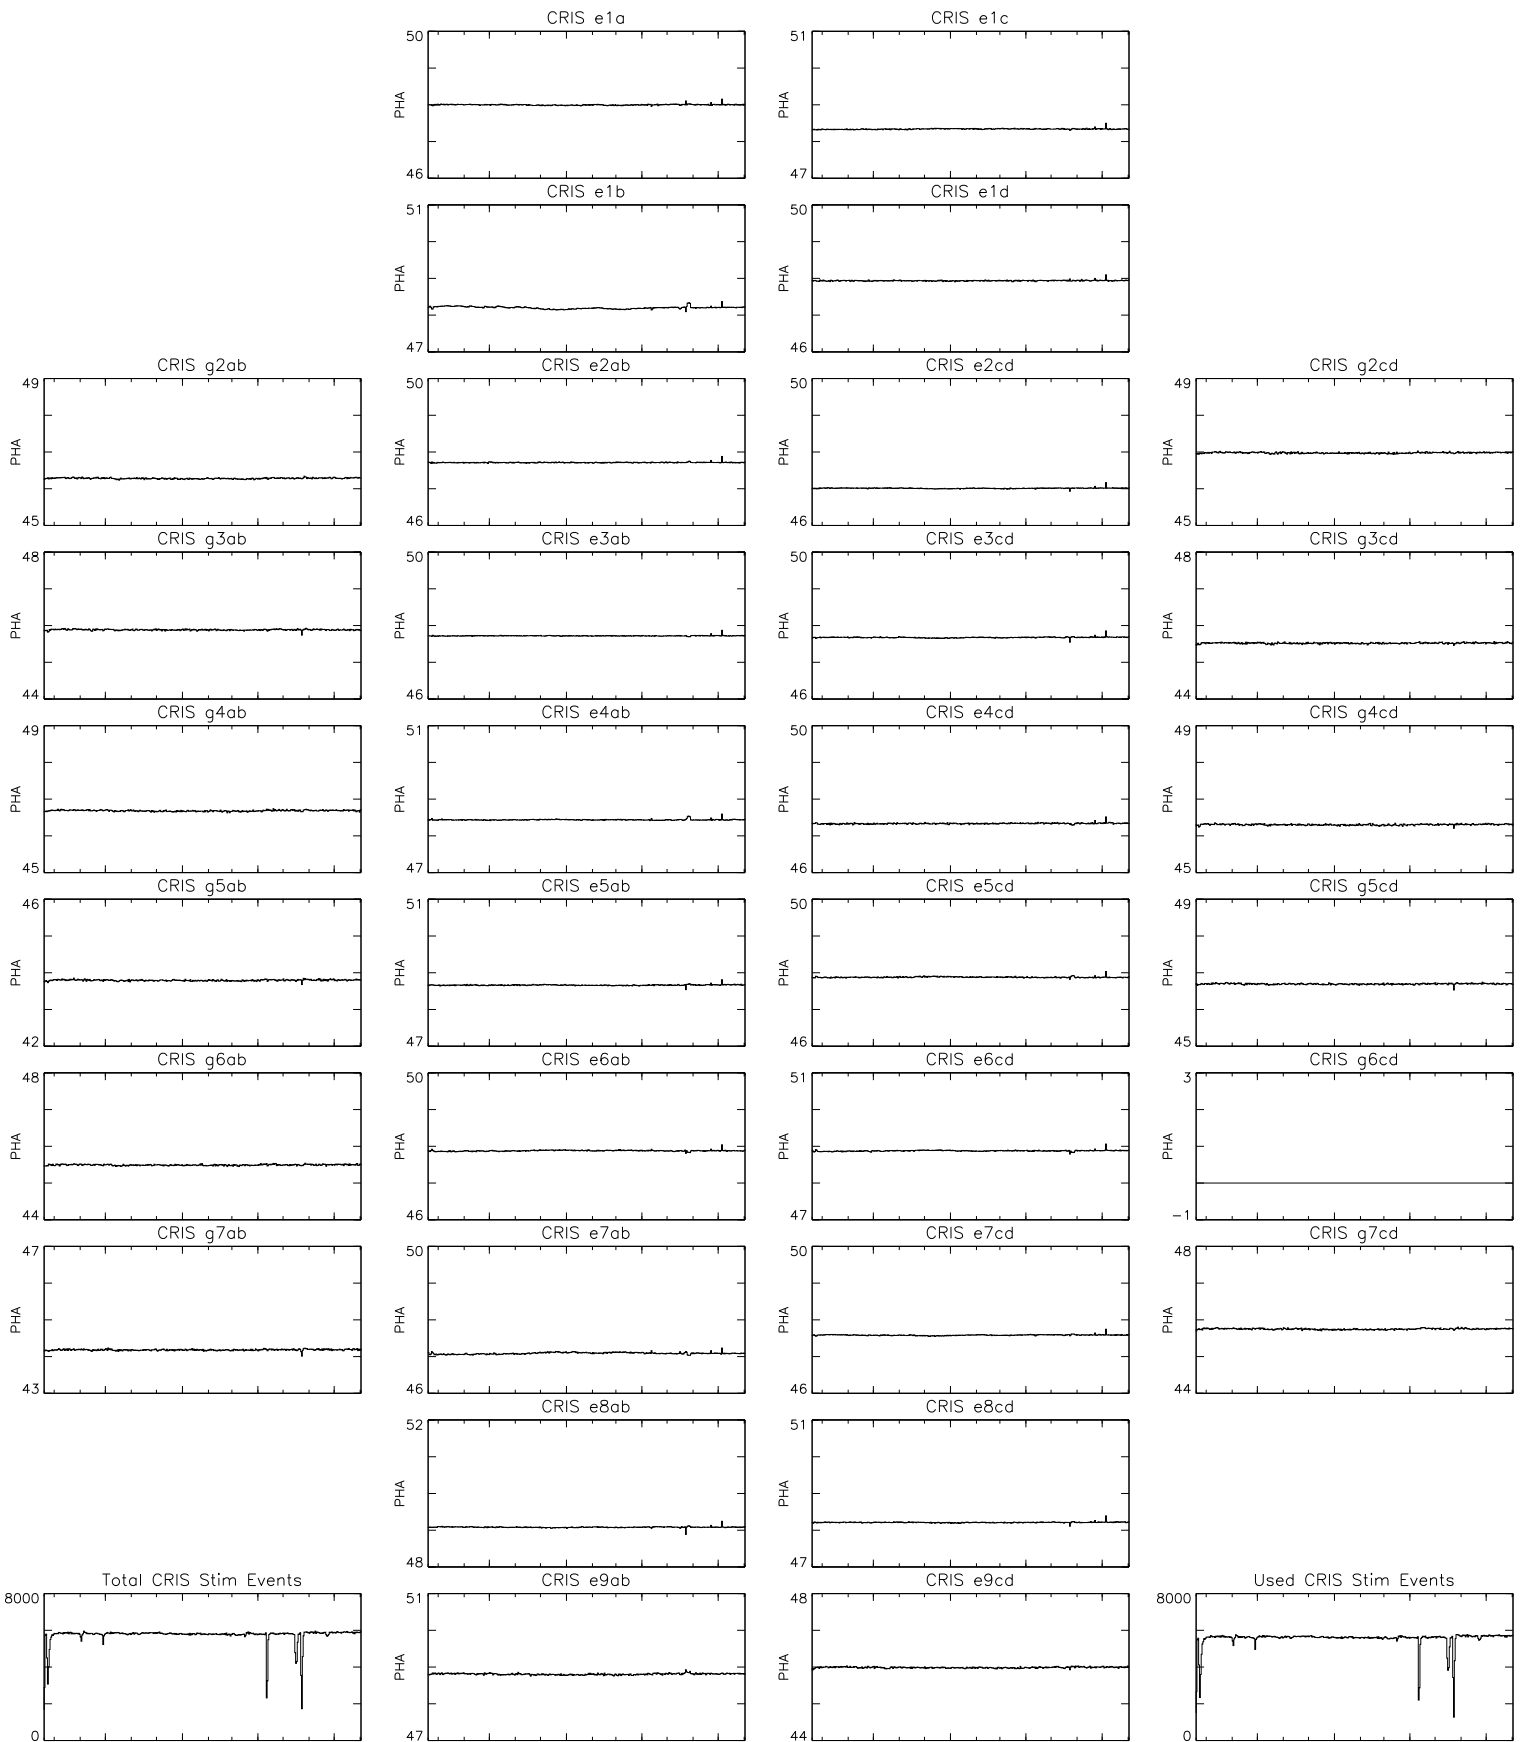 CRIS e1a
50
PHA
46
CRIS e1c
51
PHA
47
CRIS e1b
51
PHA
47
CRIS e1d
50
PHA
46
CRIS g2ab
49
PHA
45
CRIS e2ab
50
PHA
46
CRIS e2cd
50
PHA
46
CRIS g2cd
49
PHA
45
CRIS g3ab
48
PHA
44
CRIS e3ab
50
PHA
46
CRIS e3cd
50
PHA
46
CRIS g3cd
48
PHA
44
CRIS g4ab
49
PHA
45
CRIS e4ab
51
PHA
47
CRIS e4cd
50
PHA
46
CRIS g4cd
49
PHA
45
CRIS g5ab
46
PHA
42
CRIS e5ab
51
PHA
47
CRIS e5cd
50
PHA
46
CRIS g5cd
49
PHA
45
CRIS g6ab
48
PHA
44
CRIS e6ab
50
PHA
46
CRIS e6cd
51
PHA
47
CRIS g6cd
3
PHA
−1
CRIS g7ab
47
PHA
43
CRIS e7ab
50
PHA
46
CRIS e7cd
50
PHA
46
CRIS g7cd
48
PHA
44
CRIS e8ab
52
PHA
48
CRIS e8cd
51
PHA
47
Total CRIS Stim Events
8000
0
CRIS e9ab
51
PHA
47
CRIS e9cd
48
PHA
44
Used CRIS Stim Events
8000
0